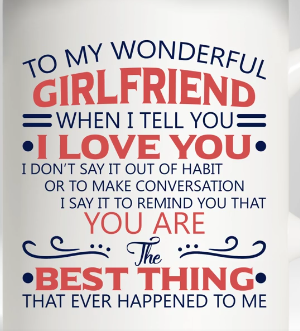 TO MY WONDERFUL
GIRLFRIEND
WHEN I TELL YOU
I LOVE YOU
I DON'T SAY IT OUT OF HABIT
OR TO MAKE CONVERSATION
I SAY IT TO REMIND YOU THAT
YOU ARE
The
BEST THING
THAT EVER HAPPENED TO ME